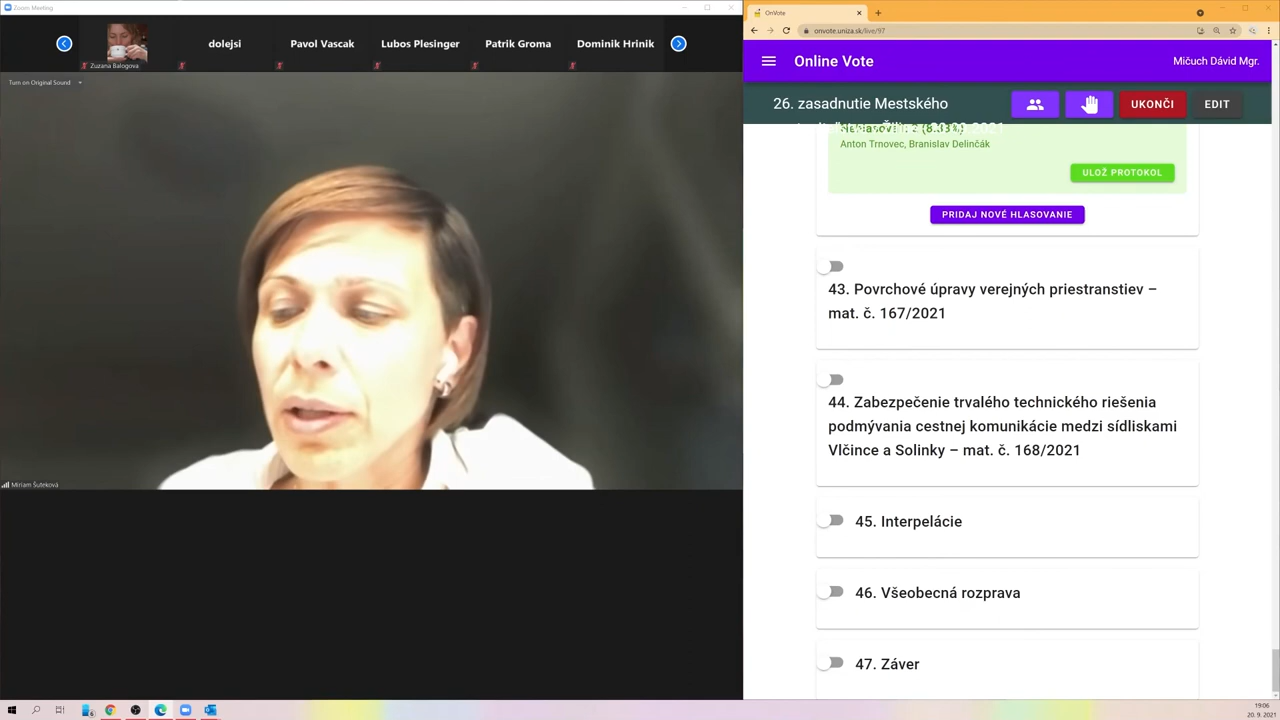 Zoom Meeting
dolejsi
Pavol Vascak
Lubos Plesinger
Patrik Groma
Dominik Hrinik
Zuzana Balogova
Turn on Original Sound
Miriam Šuteková
OnVote
onvote.uniza.sk/live/97
Online Vote
Mičuch Dávid Mgr.
26. zasadnutie Mestského
UKONČI
EDIT
Anton Trnovec, Branislav Delinčák
ULOŽ PROTOKOL
PRIDAJ NOVÉ HLASOVANIE
43. Povrchové úpravy verejných priestranstiev –
mat. č. 167/2021
44. Zabezpečenie trvalého technického riešenia
podmývania cestnej komunikácie medzi sídliskami
Vlčince a Solinky – mat. č. 168/2021
45. Interpelácie
46. Všeobecná rozprava
47. Záver
19:06
20. 9. 2021